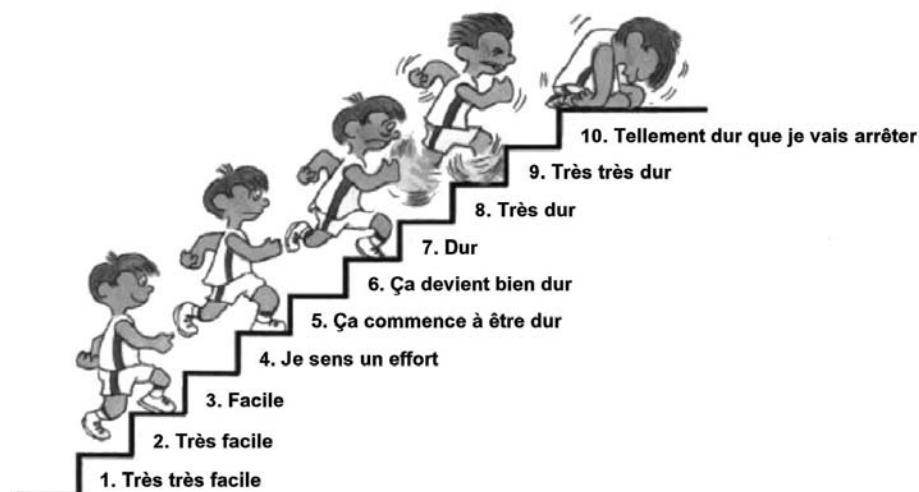 10. Tellement dur que je vais arrêter
9. Très très dur
8. Très dur
7. Dur
6. Ça devient bien dur
5. Ça commence à être dur
4. Je sens un effort
3. Facile
2. Très facile
1. Très très facile